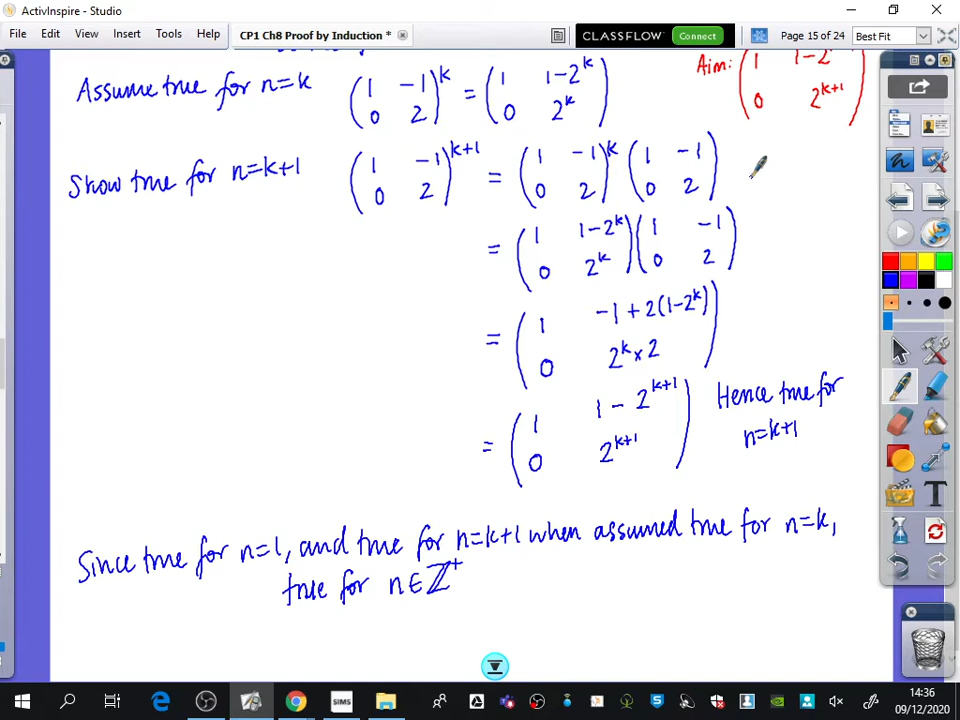 ActivInspire - Studio
File Edit View Insert Tools Help CP1 Ch8 Proof by Induction * CLASSFLOW Connect Page 15 of 24 Best Fit
Assume true for n=k (1 -1 0 2)^k = (1 1-2^k 0 2^k) Aim: (1 1-2 0 2^k+1)
Show true for n=k+1 (1 -1 0 2)^k+1 = (1 -1 0 2)^k (1 -1 0 2)
= (1 1-2^k 0 2^k)(1 -1 0 2)
= (1 -1+2(1-2^k) 0 2^k×2)
= (1 1-2^k+1 0 2^k+1) Hence true for
n=k+1
Since true for n=1, and true for n=k+1 when assumed true for n=k,
true for n∈ℤ⁺
SIMS
14:36
09/12/2020